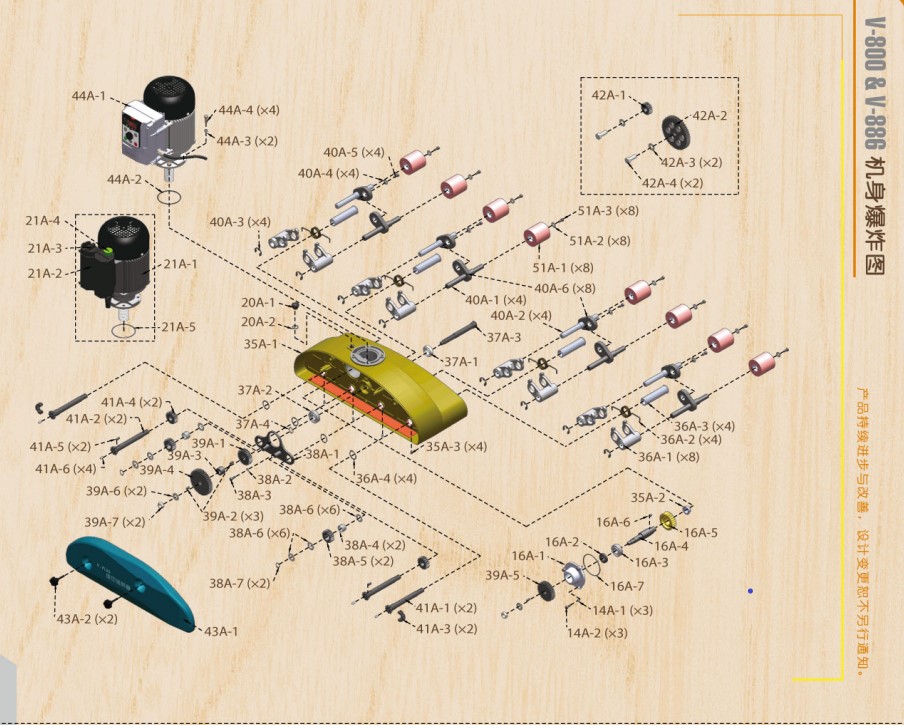 V-800 & V-886 机身爆炸图
产品持续进步与改善，设计变更恕不另行通知。
44A-1
44A-4 (×4)
44A-3 (×2)
44A-2
42A-1
42A-2
42A-3 (×2)
42A-4 (×2)
40A-5 (×4)
40A-4 (×4)
40A-3 (×4)
21A-4
21A-3
21A-2
21A-1
21A-5
51A-3 (×8)
51A-2 (×8)
51A-1 (×8)
40A-6 (×8)
40A-1 (×4)
40A-2 (×4)
20A-1
20A-2
35A-1
37A-3
37A-1
37A-2
37A-4
41A-4 (×2)
41A-2 (×2)
41A-5 (×2)
41A-6 (×4)
39A-1
39A-3
39A-4
39A-6 (×2)
39A-7 (×2)
39A-2 (×3)
38A-1
38A-2
38A-3
35A-3 (×4)
36A-4 (×4)
36A-3 (×4)
36A-2 (×4)
36A-1 (×8)
38A-6 (×6)
38A-6 (×6)
38A-4 (×2)
38A-5 (×2)
38A-7 (×2)
35A-2
16A-6
16A-5
16A-4
16A-2
16A-3
16A-1
16A-7
39A-5
14A-1 (×3)
14A-2 (×3)
41A-1 (×2)
41A-3 (×2)
43A-2 (×2)
43A-1